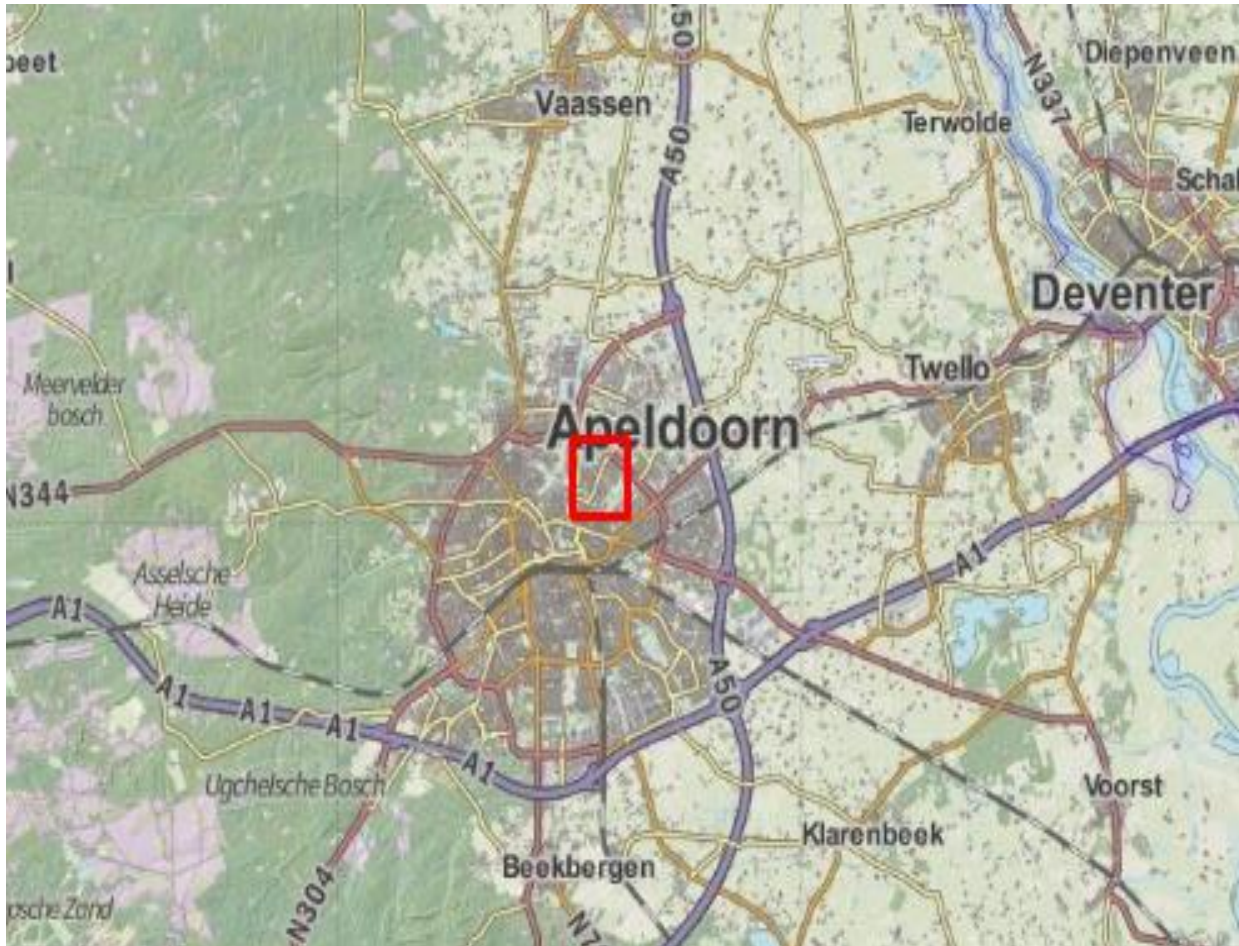 A50
Diepenveen
N337
Vaassen
Terwolde
A50
Deventer
Meervelder
bosch
Twello
Apeldoorn
N344
A1
Asselsche
Heide
A1
A1
A1
A1
A50
A1
Ugchelsche Bosch
Voorst
Klarenbeek
Beekbergen
N304